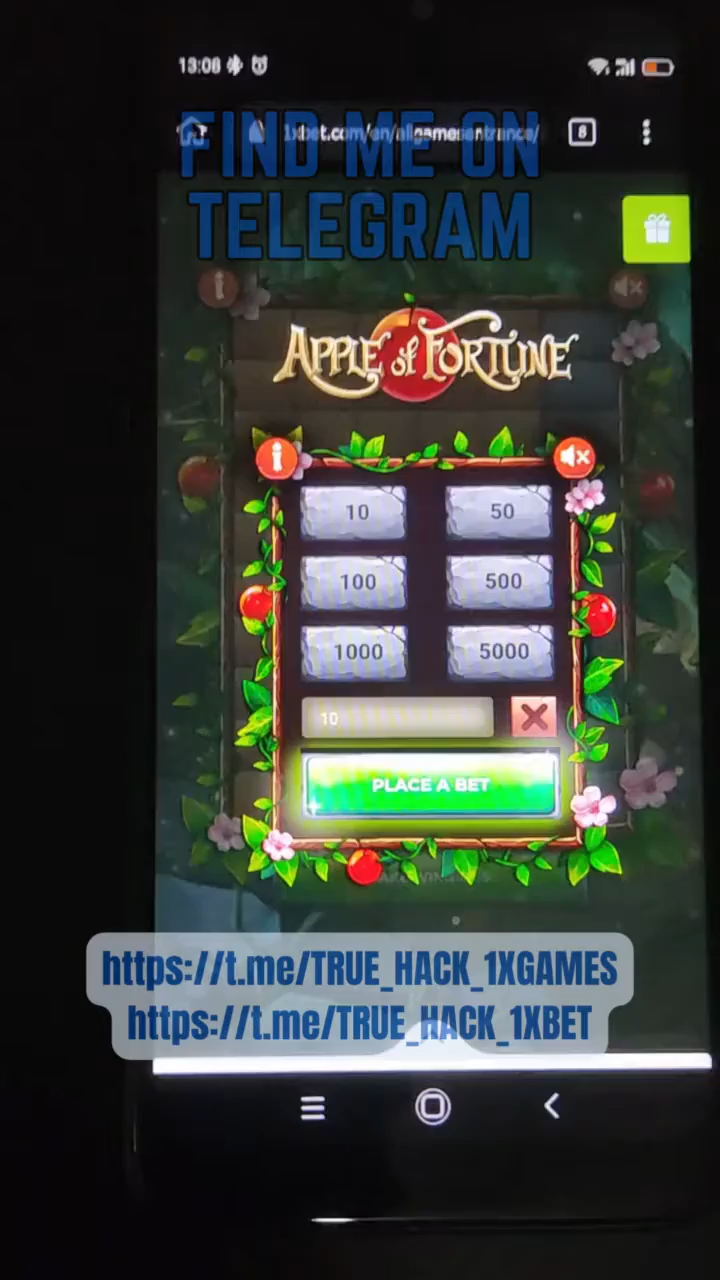 13:08
1xbet.com/en/allgamesentrance/
8
FIND ME ON
TELEGRAM
APPLE of FORTUNE
10
50
100
500
1000
5000
10
PLACE A BET
https://t.me/TRUE_HACK_1XGAMES
https://t.me/TRUE_HACK_1XBET